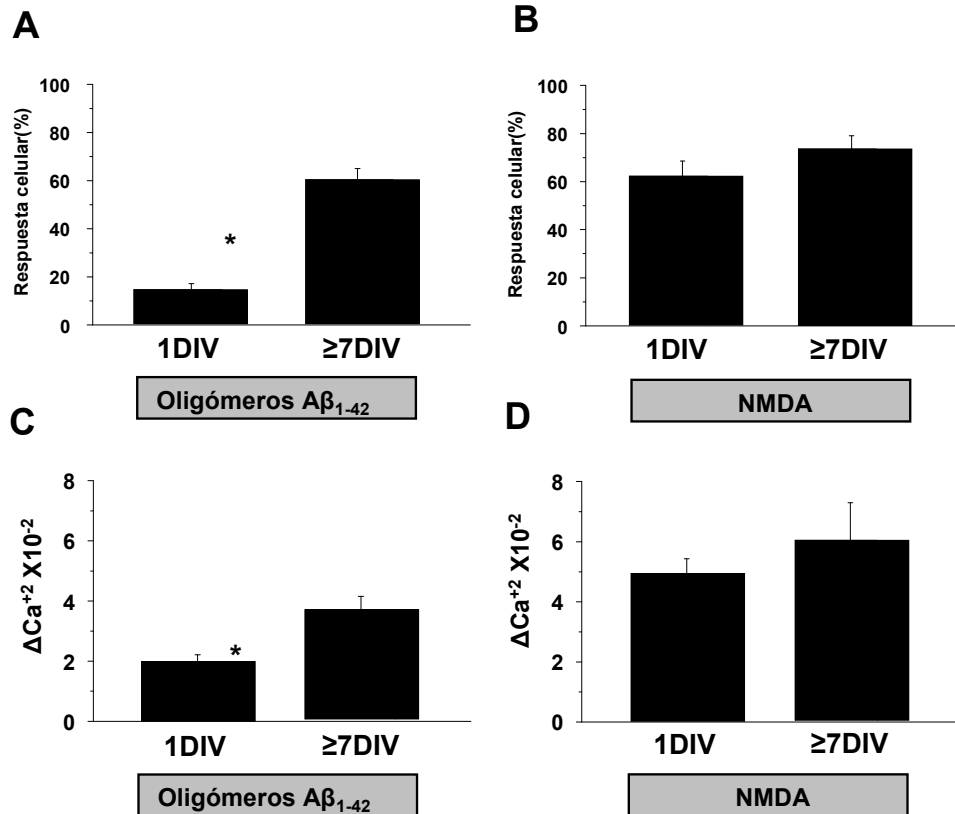 A
Respuesta celular(%)
100
80
60
40
20
0
*
1DIV
≥7DIV
Oligómeros Aβ1-42
B
Respuesta celular(%)
100
80
60
40
20
0
1DIV
≥7DIV
NMDA
C
ΔCa+2 X10-2
8
6
4
2
0
*
1DIV
≥7DIV
Oligómeros Aβ1-42
D
ΔCa+2 X10-2
8
6
4
2
0
1DIV
≥7DIV
NMDA